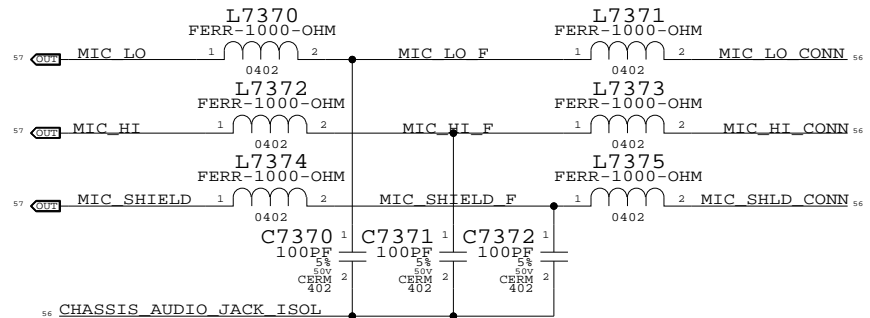 L7370
FERR-1000-OHM
L7371
FERR-1000-OHM
57 OUT MIC_LO 1 2 MIC_LO_F 1 2 MIC_LO_CONN 56
0402
0402
L7372
FERR-1000-OHM
L7373
FERR-1000-OHM
57 OUT MIC_HI 1 2 MIC_HI_F 1 2 MIC_HI_CONN 56
0402
0402
L7374
FERR-1000-OHM
L7375
FERR-1000-OHM
57 OUT MIC_SHIELD 1 2 MIC_SHIELD_F 1 2 MIC_SHLD_CONN 56
0402
0402
C7370 1 C7371 1 C7372 1
100PF 100PF 100PF
5% 5% 5%
50V 2 50V 2 50V 2
CERM CERM CERM
402 402 402
56 CHASSIS_AUDIO_JACK_ISOL